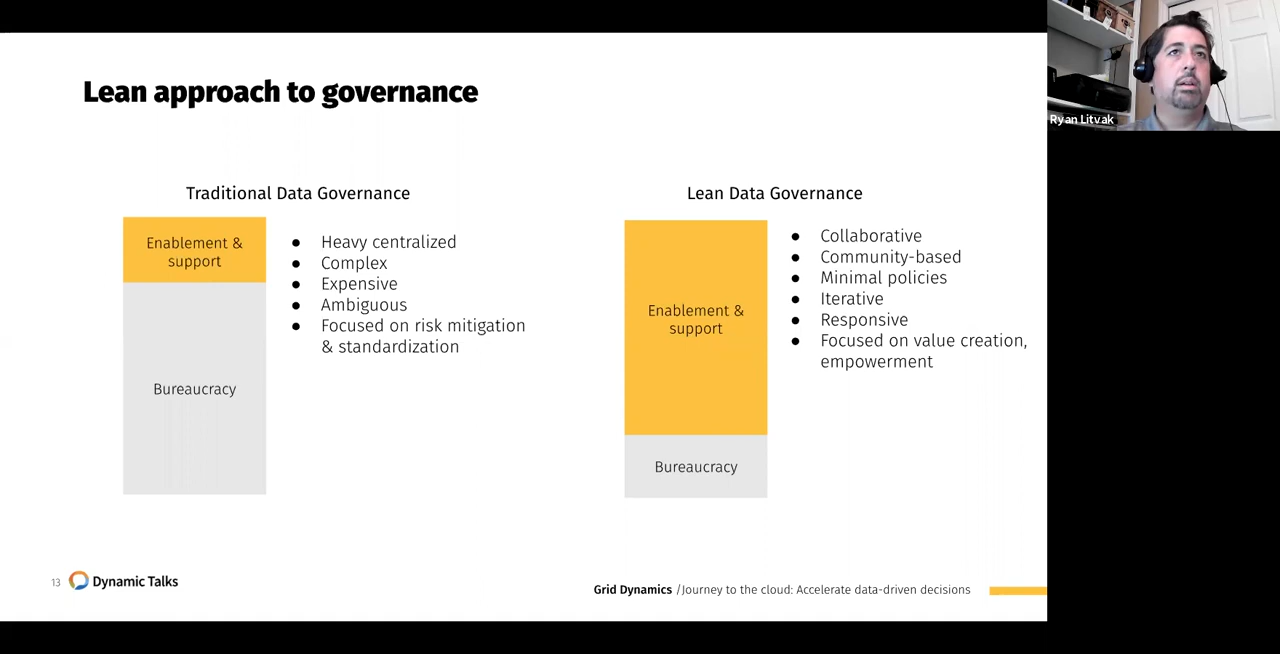 Lean approach to governance
Traditional Data Governance
Enablement &
support
Bureaucracy
● Heavy centralized
● Complex
● Expensive
● Ambiguous
● Focused on risk mitigation
& standardization
Lean Data Governance
Enablement &
support
Bureaucracy
● Collaborative
● Community-based
● Minimal policies
● Iterative
● Responsive
● Focused on value creation,
empowerment
13 Dynamic Talks
Grid Dynamics / Journey to the cloud: Accelerate data-driven decisions
Ryan Litvak